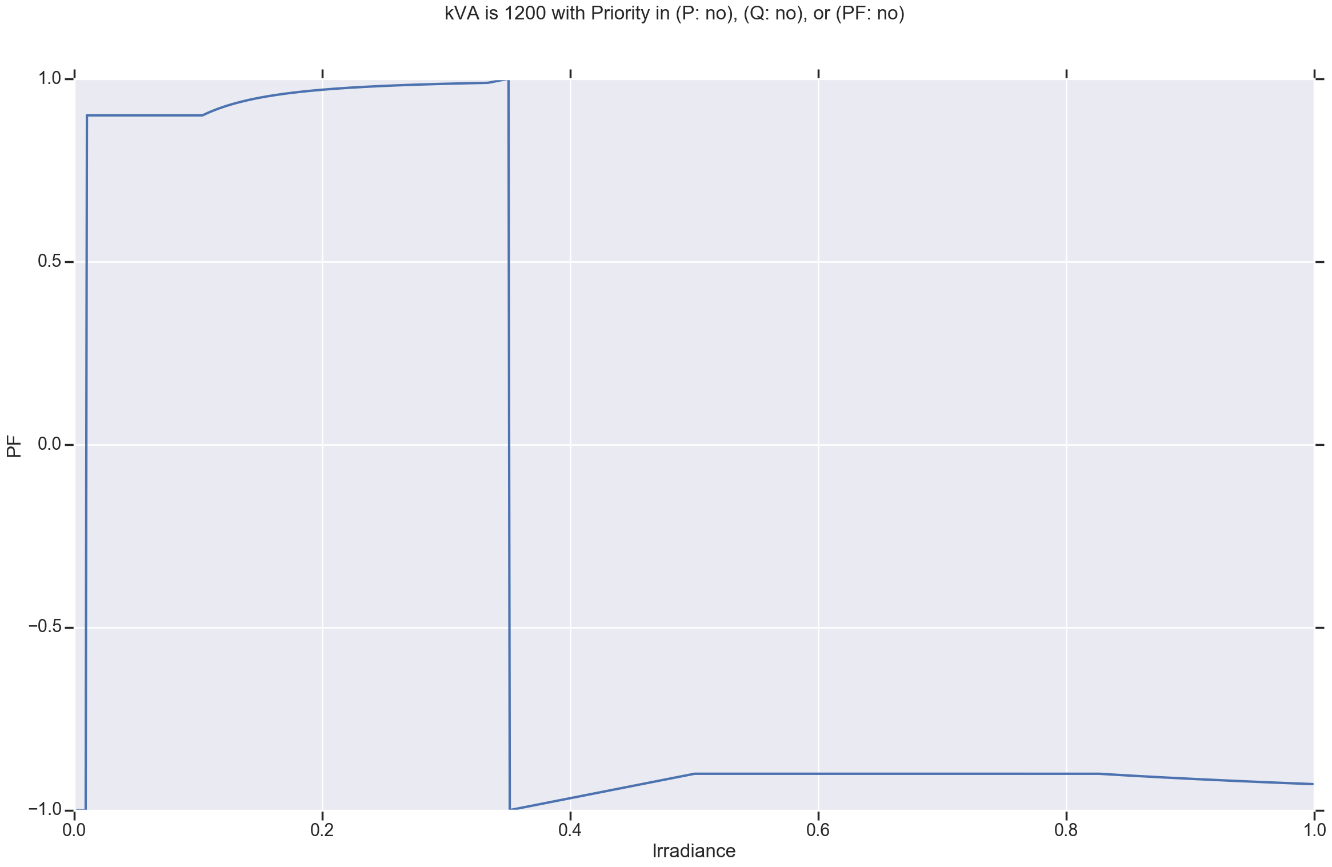 kVA is 1200 with Priority in (P: no), (Q: no), or (PF: no)
1.0
0.5
PF
0.0
−0.5
−1.0
0.0 0.2 0.4 0.6 0.8 1.0
Irradiance